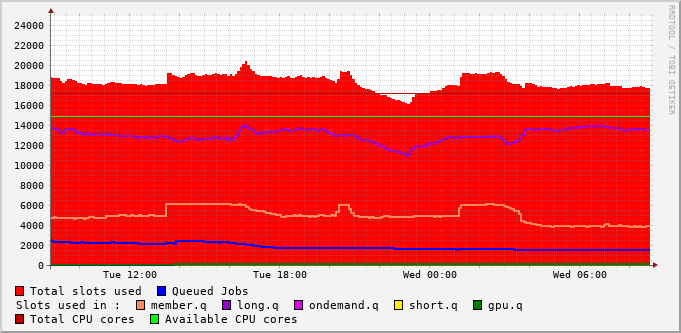 24000
22000
20000
18000
16000
14000
12000
10000
8000
6000
4000
2000
0
Tue 12:00 Tue 18:00 Wed 00:00 Wed 06:00
Total slots used Queued Jobs
Slots used in : member.q long.q ondemand.q short.q gpu.q
Total CPU cores Available CPU cores
RRDTOOL / TOBI OETIKER